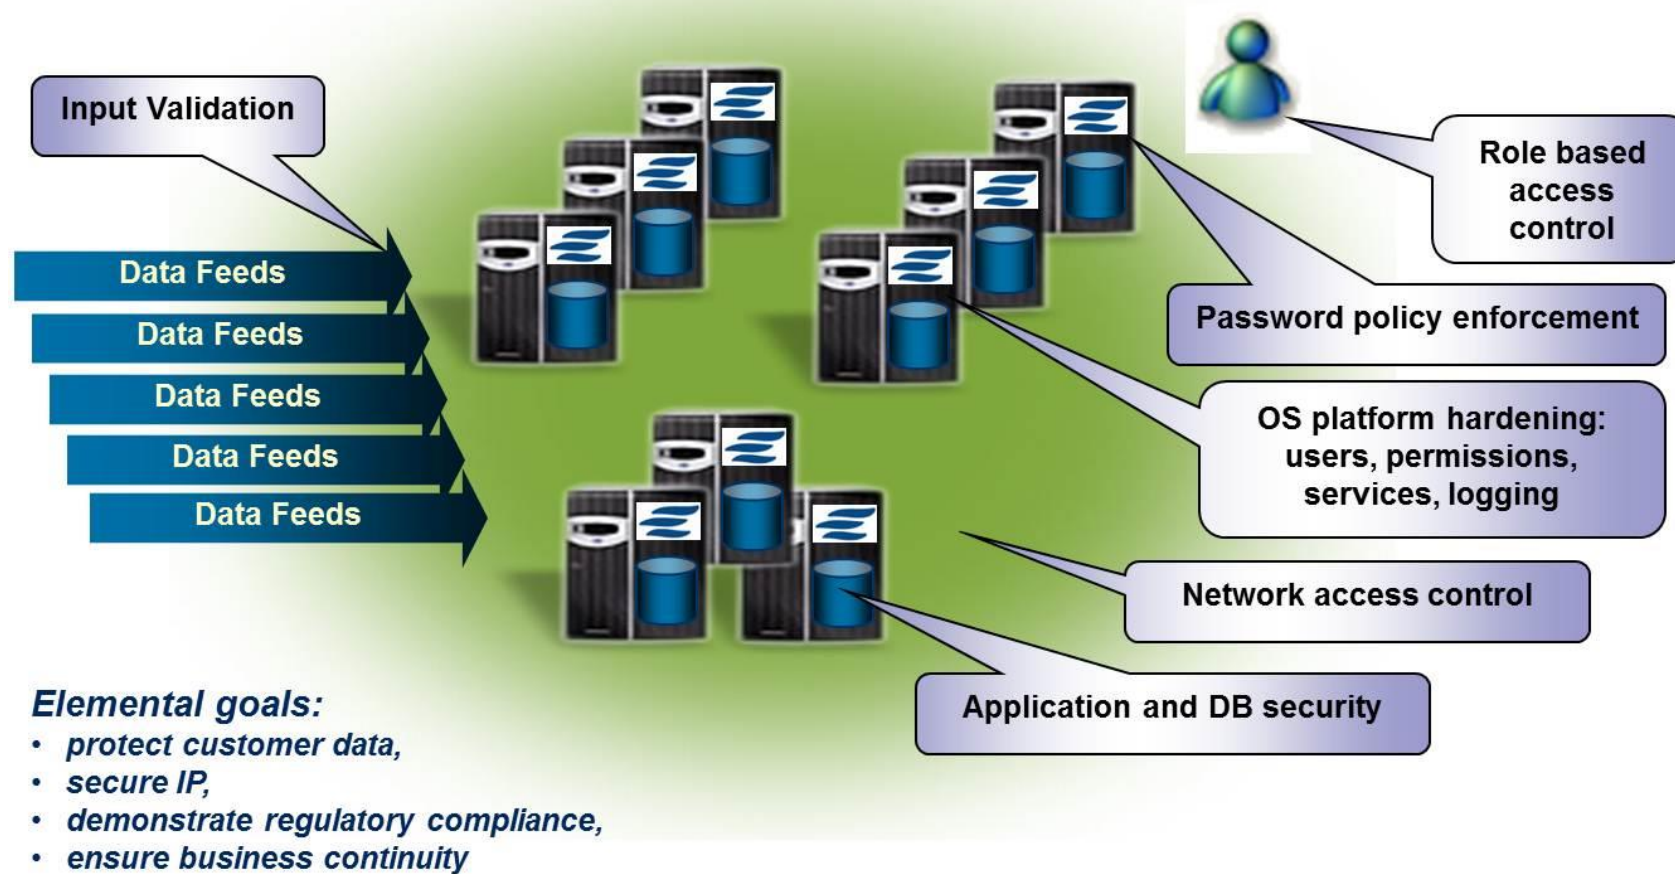 Input Validation
Data Feeds
Data Feeds
Data Feeds
Data Feeds
Data Feeds
Role based
access
control
Password policy enforcement
OS platform hardening:
users, permissions,
services, logging
Network access control
Application and DB security
Elemental goals:
• protect customer data,
• secure IP,
• demonstrate regulatory compliance,
• ensure business continuity